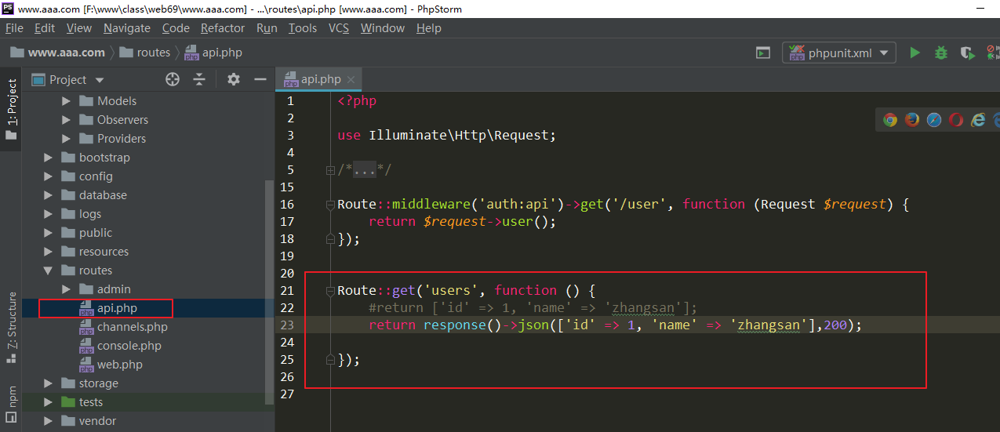 www.aaa.com [F:\www\class\web69\www.aaa.com] - ...\routes\api.php [www.aaa.com] - PhpStorm
File Edit View Navigate Code Refactor Run Tools VCS Window Help
www.aaa.com routes api.php phpunit.xml
1: Project
Z: Structure
npm
Project
Models
Observers
Providers
bootstrap
config
database
logs
public
resources
routes
admin
api.php
channels.php
console.php
web.php
storage
tests
vendor
api.php
1 <?php
2
3 use Illuminate\Http\Request;
4
5 /*...*/
15
16 Route::middleware('auth:api')->get('/user', function (Request $request) {
17 return $request->user();
18 });
19
20
21 Route::get('users', function () {
22 #return ['id' => 1, 'name' => 'zhangsan'];
23 return response()->json(['id' => 1, 'name' => 'zhangsan'],200);
24
25 });
26
27